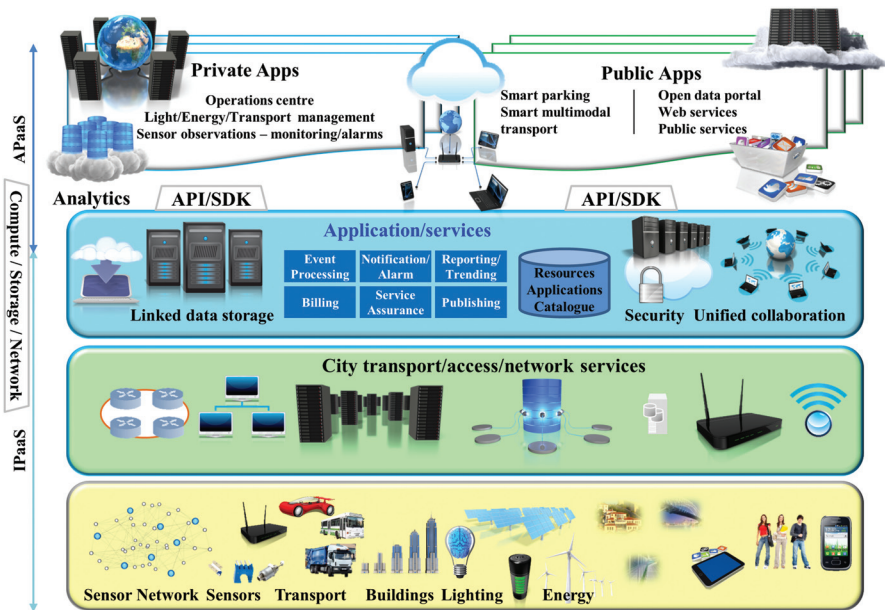 Private Apps
Operations centre
Light/Energy/Transport management
Sensor observations – monitoring/alarms
Public Apps
Smart parking
Smart multimodal
transport
Open data portal
Web services
Public services
APaaS
Analytics
API/SDK
API/SDK
Compute / Storage / Network
Application/services
Event
Processing
Notification/
Alarm
Reporting/
Trending
Billing
Service
Assurance
Publishing
Resources
Applications
Catalogue
Linked data storage
Security
Unified collaboration
City transport/access/network services
IPaaS
Sensor Network
Sensors
Transport
Buildings
Lighting
Energy